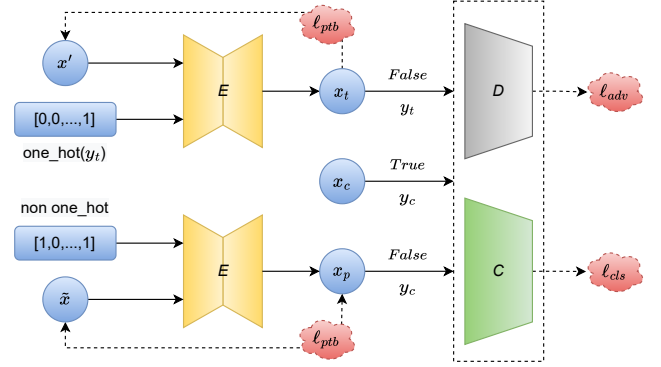 ℓ_ptb
x′
E
x_t
False
y_t
D
ℓ_adv
[0,0,...,1]
one_hot(y_t)
x_c
True
y_c
non one_hot
[1,0,...,1]
E
x_p
False
y_c
C
ℓ_cls
x̃
ℓ_ptb